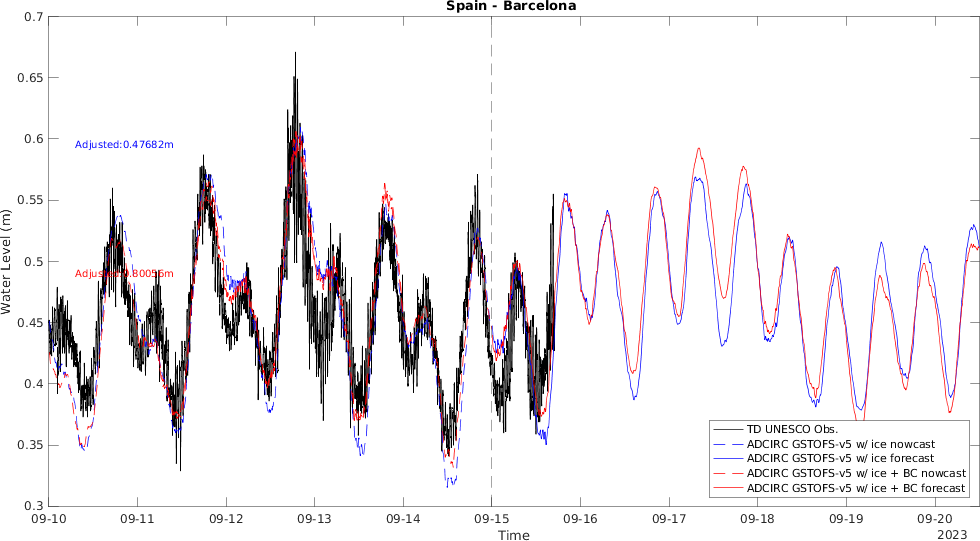 Spain - Barcelona
Water Level (m)
0.7
0.65
0.6
0.55
0.5
0.45
0.4
0.35
0.3
Adjusted:0.47682m
TD UNESCO Obs.
ADCIRC GSTOFS-v5 w/ ice nowcast
ADCIRC GSTOFS-v5 w/ ice forecast
ADCIRC GSTOFS-v5 w/ ice + BC nowcast
ADCIRC GSTOFS-v5 w/ ice + BC forecast
09-10 09-11 09-12 09-13 09-14 09-15 09-16 09-17 09-18 09-19 09-20
Time
2023